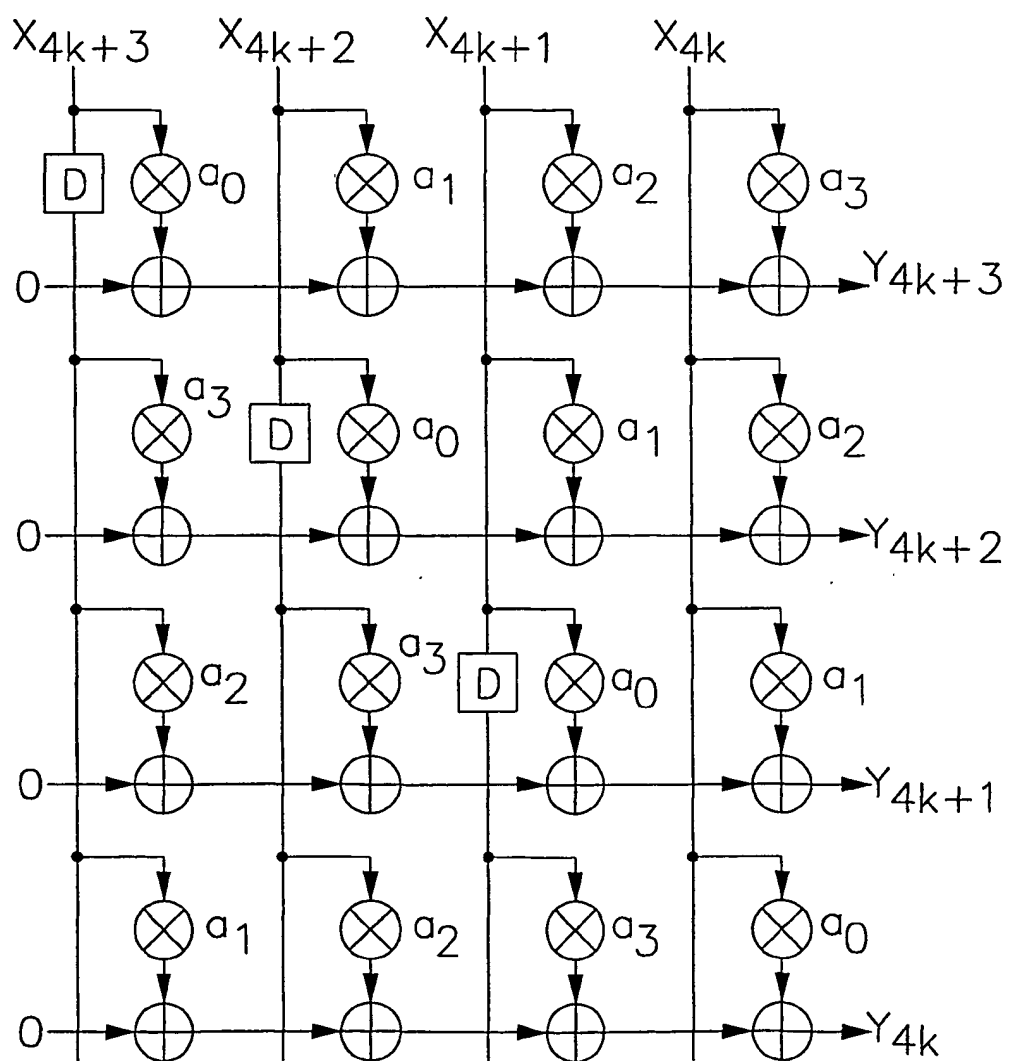 X4k+3 X4k+2 X4k+1 X4k
D a0 a1 a2 a3
0 Y4k+3
a3 D a0 a1 a2
0 Y4k+2
a2 a3 D a0 a1
0 Y4k+1
a1 a2 a3 a0
0 Y4k